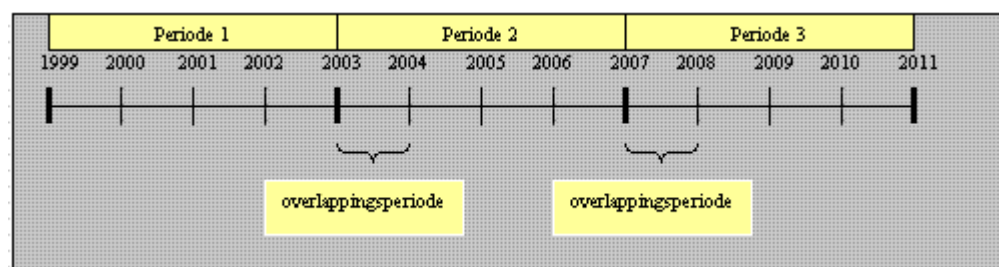 Periode 1 Periode 2 Periode 3
1999 2000 2001 2002 2003 2004 2005 2006 2007 2008 2009 2010 2011
overlappingsperiode overlappingsperiode